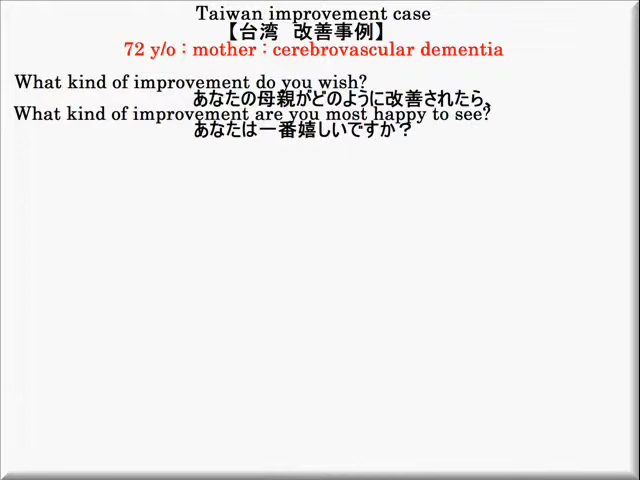 Taiwan improvement case
【台湾　改善事例】
72 y/o : mother : cerebrovascular dementia
What kind of improvement do you wish?
あなたの母親がどのように改善されたら、
What kind of improvement are you most happy to see?
あなたは一番嬉しいですか？